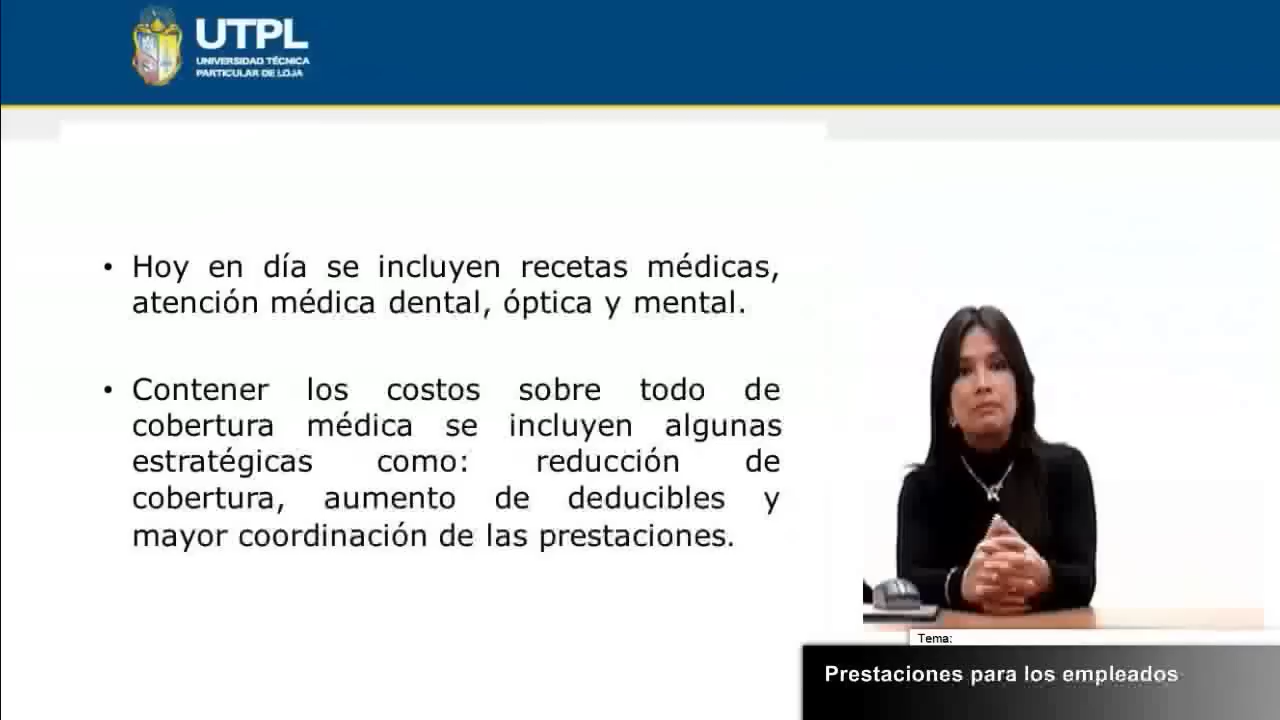 UTPL
UNIVERSIDAD TÉCNICA
PARTICULAR DE LOJA
• Hoy en día se incluyen recetas médicas,
atención médica dental, óptica y mental.
• Contener los costos sobre todo de
cobertura médica se incluyen algunas
estratégicas como: reducción de
cobertura, aumento de deducibles y
mayor coordinación de las prestaciones.
Tema:
Prestaciones para los empleados